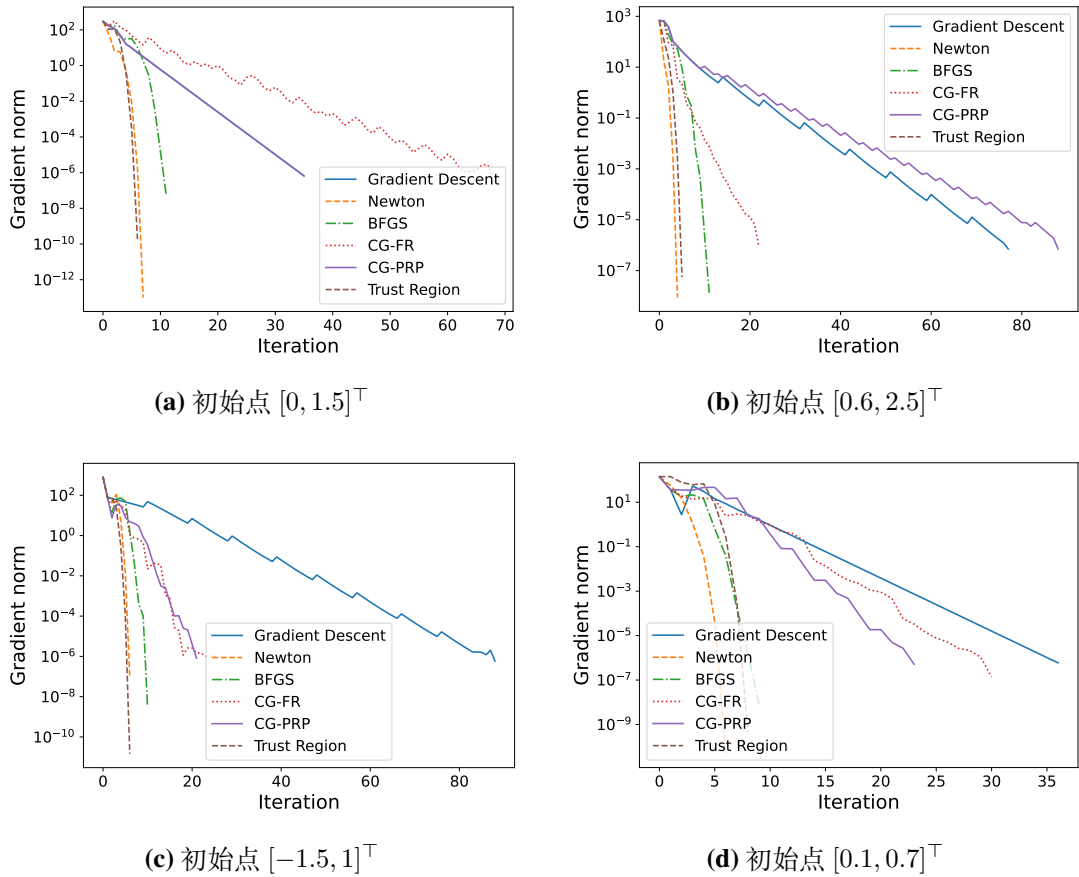 Gradient norm
10²
10⁰
10⁻²
10⁻⁴
10⁻⁶
10⁻⁸
10⁻¹⁰
10⁻¹²
Gradient Descent
Newton
BFGS
CG-FR
CG-PRP
Trust Region
0 10 20 30 40 50 60 70
Iteration
(a) 初始点 [0, 1.5]⊤
Gradient norm
10³
10¹
10⁻¹
10⁻³
10⁻⁵
10⁻⁷
Gradient Descent
Newton
BFGS
CG-FR
CG-PRP
Trust Region
0 20 40 60 80
Iteration
(b) 初始点 [0.6, 2.5]⊤
Gradient norm
10²
10⁰
10⁻²
10⁻⁴
10⁻⁶
10⁻⁸
10⁻¹⁰
Gradient Descent
Newton
BFGS
CG-FR
CG-PRP
Trust Region
0 20 40 60 80
Iteration
(c) 初始点 [−1.5, 1]⊤
Gradient norm
10¹
10⁻¹
10⁻³
10⁻⁵
10⁻⁷
10⁻⁹
Gradient Descent
Newton
BFGS
CG-FR
CG-PRP
Trust Region
0 5 10 15 20 25 30 35
Iteration
(d) 初始点 [0.1, 0.7]⊤